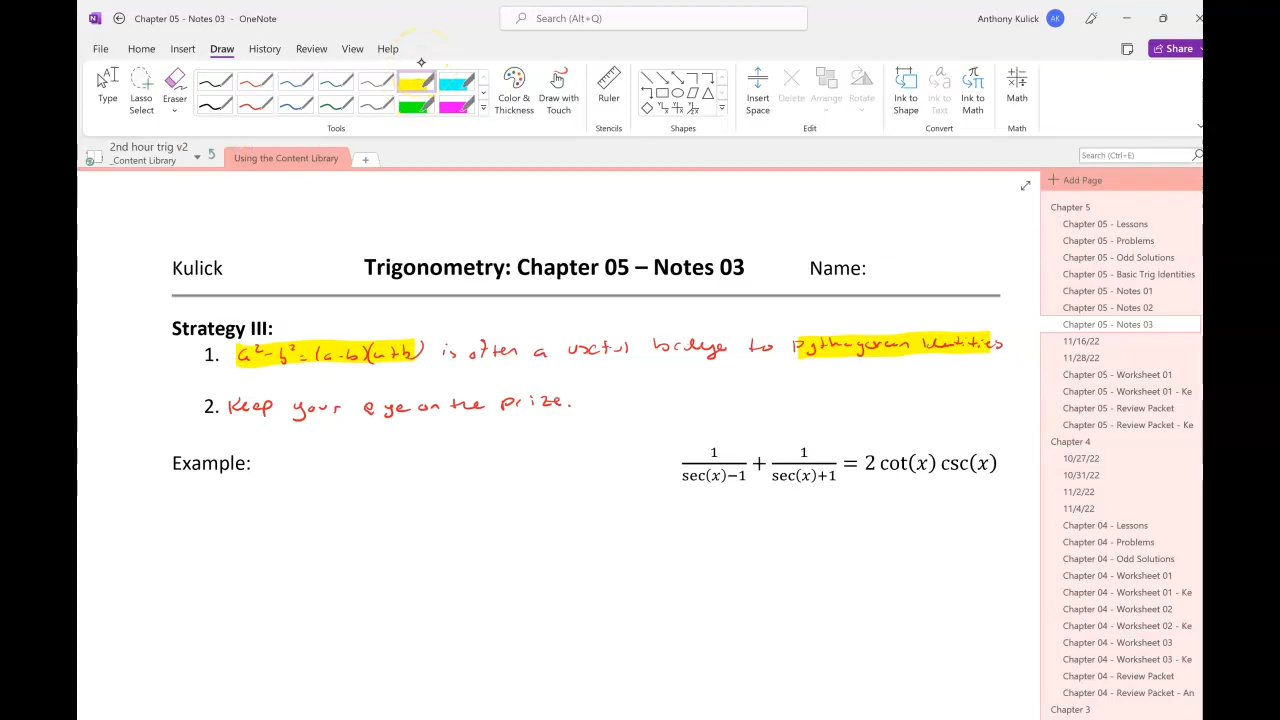 Chapter 05 - Notes 03 - OneNote
Search (Alt+Q)
Anthony Kulick
AK
File Home Insert Draw History Review View Help
Share
Type
Lasso Select
Eraser
Color & Thickness
Draw with Touch
Ruler
Insert Space
Delete
Arrange
Rotate
Ink to Shape
Ink to Text
Ink to Math
Math
Tools
Stencils
Shapes
Edit
Convert
Math
2nd hour trig v2
_Content Library
Using the Content Library
Search (Ctrl+E)
Add Page
Kulick Trigonometry: Chapter 05 – Notes 03 Name:
Strategy III:
1. a²-b²=(a-b)(a+b) is often a useful bridge to pythagorean Identities
2. Keep your eye on the prize.
Example: 1/(sec(x)−1) + 1/(sec(x)+1) = 2 cot(x) csc(x)
Chapter 5
Chapter 05 - Lessons
Chapter 05 - Problems
Chapter 05 - Odd Solutions
Chapter 05 - Basic Trig Identities
Chapter 05 - Notes 01
Chapter 05 - Notes 02
Chapter 05 - Notes 03
11/16/22
11/28/22
Chapter 05 - Worksheet 01
Chapter 05 - Worksheet 01 - Ke
Chapter 05 - Review Packet
Chapter 05 - Review Packet - Ke
Chapter 4
10/27/22
10/31/22
11/2/22
11/4/22
Chapter 04 - Lessons
Chapter 04 - Problems
Chapter 04 - Odd Solutions
Chapter 04 - Worksheet 01
Chapter 04 - Worksheet 01 - Ke
Chapter 04 - Worksheet 02
Chapter 04 - Worksheet 02 - Ke
Chapter 04 - Worksheet 03
Chapter 04 - Worksheet 03 - Ke
Chapter 04 - Review Packet
Chapter 04 - Review Packet - An
Chapter 3